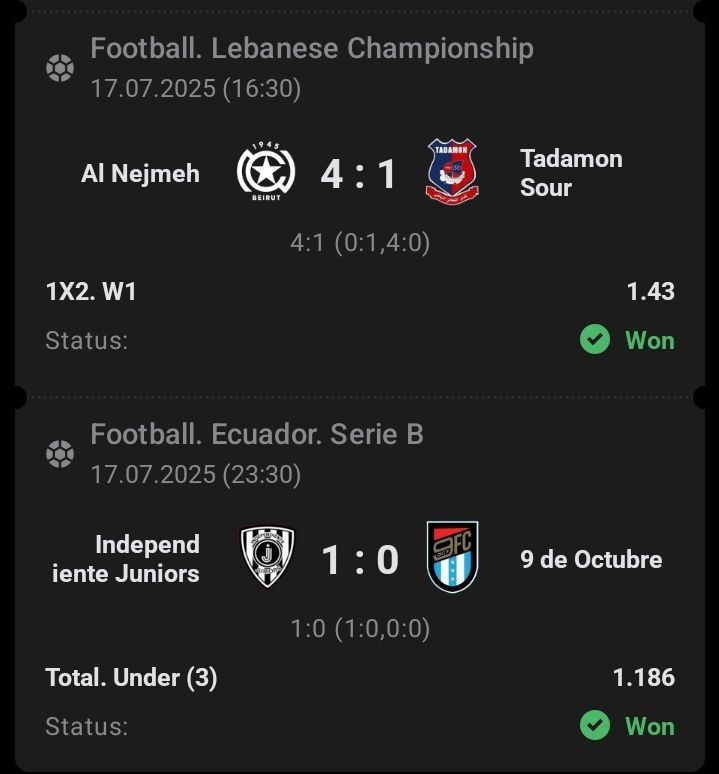 Football. Lebanese Championship
17.07.2025 (16:30)
Al Nejmeh
1945
BEIRUT
4 : 1
TADAMON
Tadamon
Sour
4:1 (0:1,4:0)
1X2. W1
1.43
Status:
Won
Football. Ecuador. Serie B
17.07.2025 (23:30)
Independ
iente Juniors
1 : 0
9
FC
9 de Octubre
1:0 (1:0,0:0)
Total. Under (3)
1.186
Status:
Won